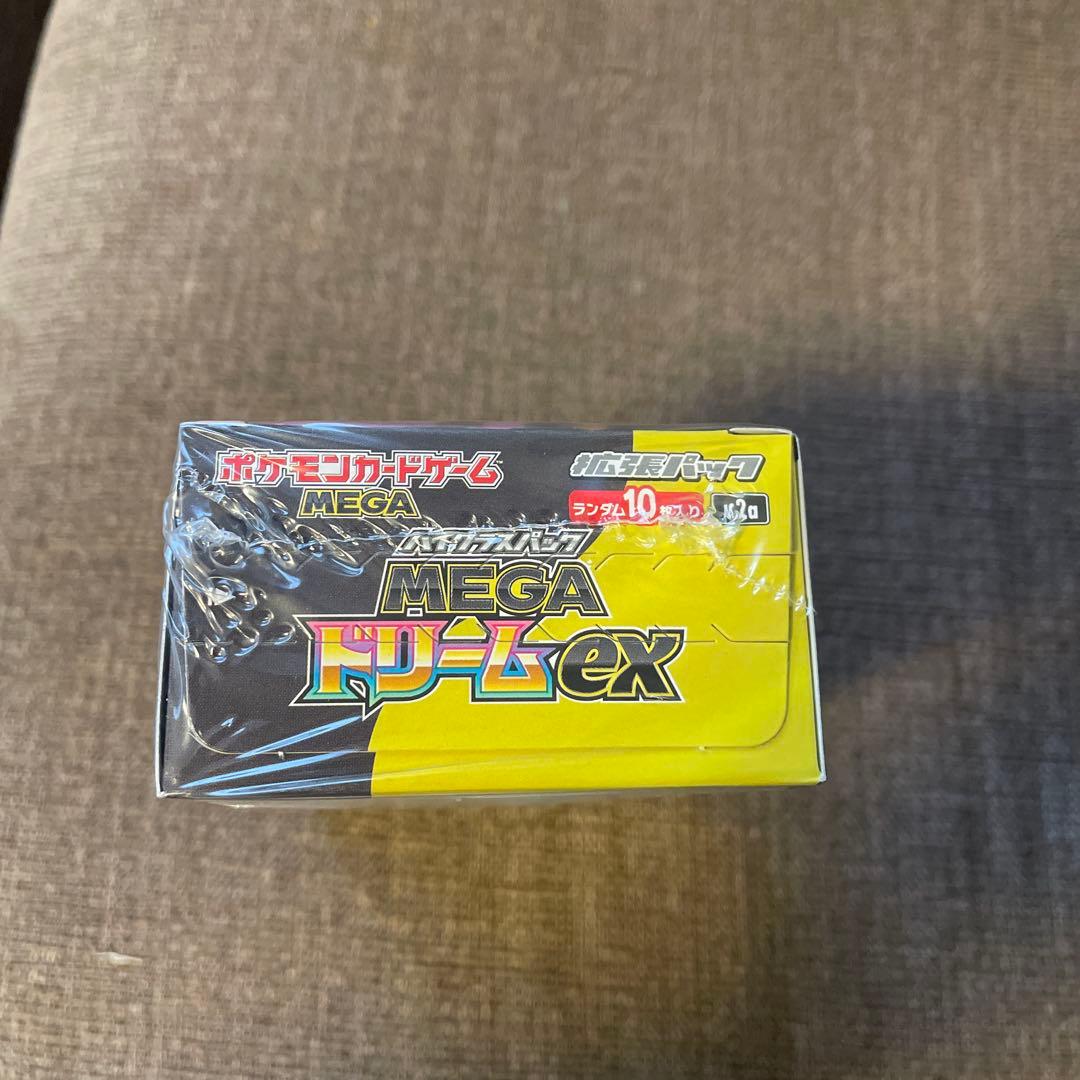 ポケモンカードゲーム
MEGA
拡張パック
ランダム10枚入り
M2a
ハイクラスパック
MEGA
ドリームex